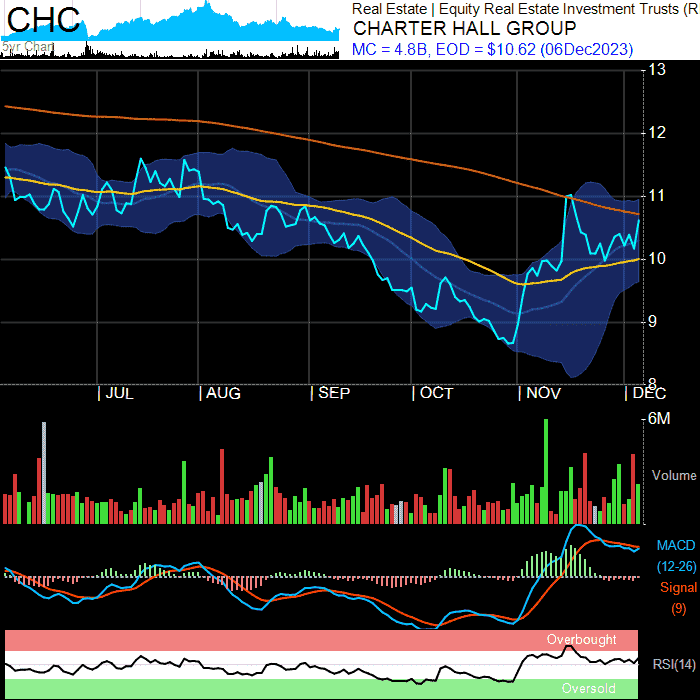 CHC
5yr Chart
Real Estate | Equity Real Estate Investment Trusts (R
CHARTER HALL GROUP
MC = 4.8B, EOD = $10.62 (06Dec2023)
13
12
11
10
9
8
| JUL | AUG | SEP | OCT | NOV | DEC
6M
Volume
MACD
(12-26)
Signal
(9)
Overbought
RSI(14)
Oversold